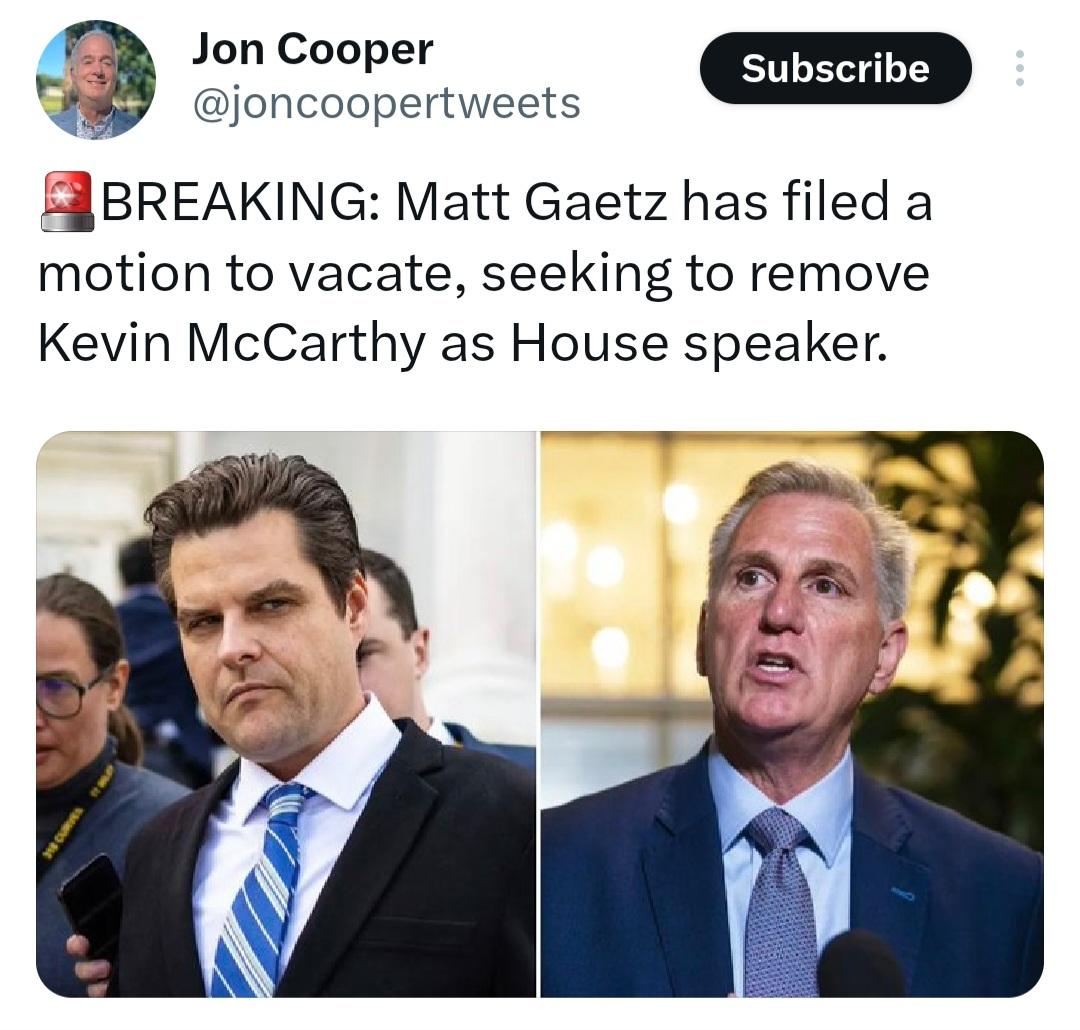 Jon Cooper
@joncoopertweets
Subscribe
🚨BREAKING: Matt Gaetz has filed a
motion to vacate, seeking to remove
Kevin McCarthy as House speaker.